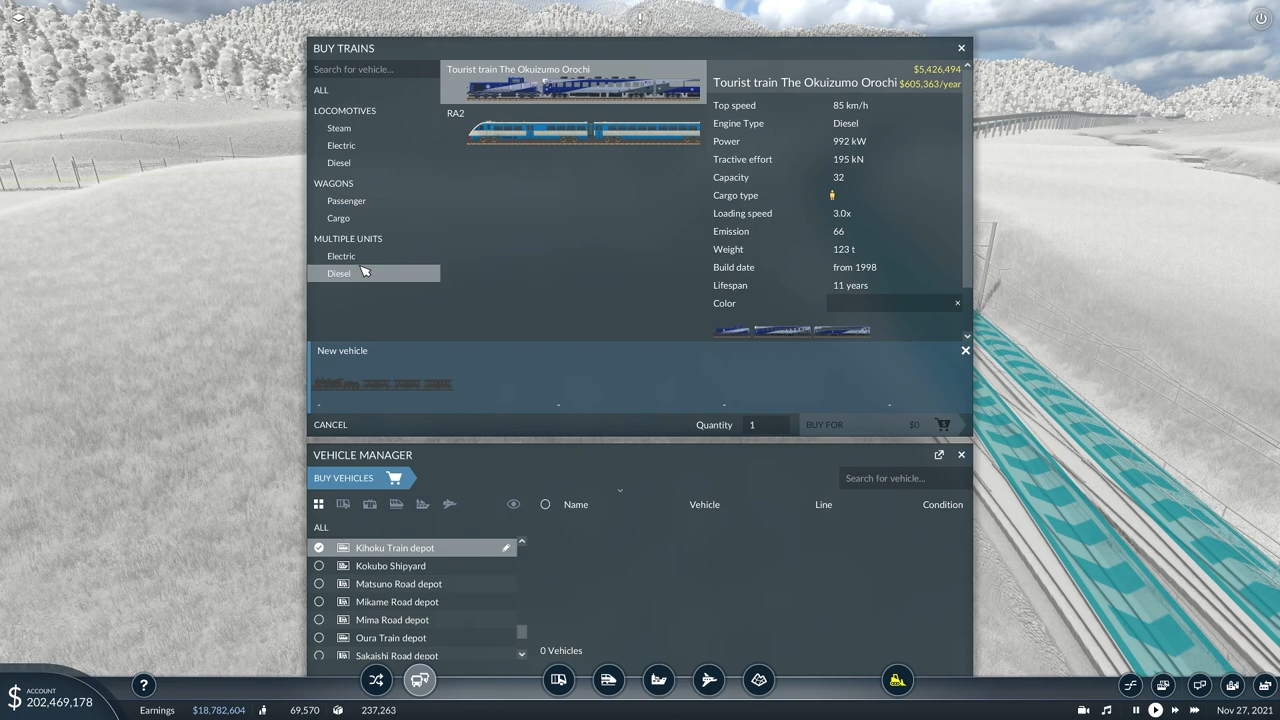 BUY TRAINS
Search for vehicle...
ALL
LOCOMOTIVES
Steam
Electric
Diesel
WAGONS
Passenger
Cargo
MULTIPLE UNITS
Electric
Diesel
Tourist train The Okuizumo Orochi
RA2
$5,426,494
Tourist train The Okuizumo Orochi $605,363/year
Top speed 85 km/h
Engine Type Diesel
Power 992 kW
Tractive effort 195 kN
Capacity 32
Cargo type
Loading speed 3.0x
Emission 66
Weight 123 t
Build date from 1998
Lifespan 11 years
Color
New vehicle
- - - -
CANCEL Quantity 1 BUY FOR $0
VEHICLE MANAGER
BUY VEHICLES Search for vehicle...
Name Vehicle Line Condition
ALL
Kihoku Train depot
Kokubo Shipyard
Matsuno Road depot
Mikame Road depot
Mima Road depot
Oura Train depot
Sakaishi Road depot
0 Vehicles
$ ACCOUNT
202,469,178
?
Earnings $18,782,604 69,570 237,263 Nov 27, 2021